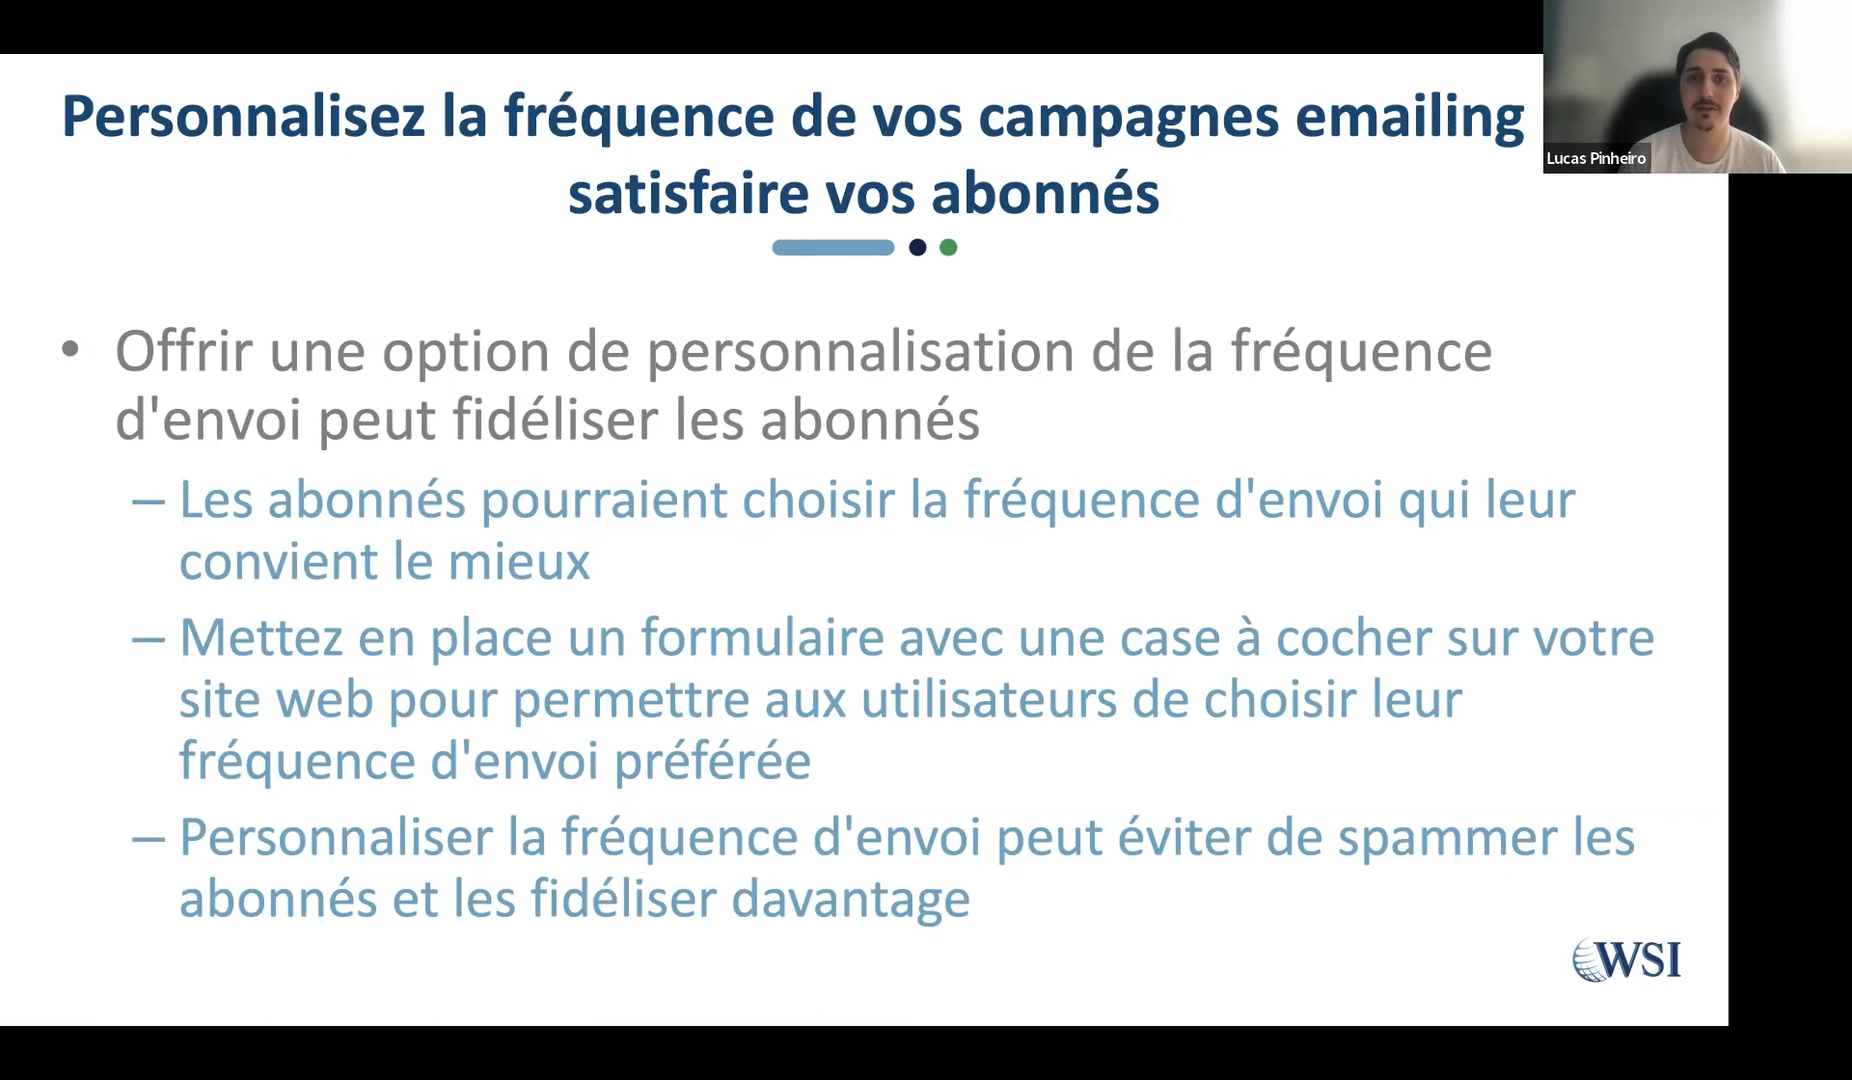 Personnalisez la fréquence de vos campagnes emailing
satisfaire vos abonnés
Lucas Pinheiro
• Offrir une option de personnalisation de la fréquence
d'envoi peut fidéliser les abonnés
– Les abonnés pourraient choisir la fréquence d'envoi qui leur
convient le mieux
– Mettez en place un formulaire avec une case à cocher sur votre
site web pour permettre aux utilisateurs de choisir leur
fréquence d'envoi préférée
– Personnaliser la fréquence d'envoi peut éviter de spammer les
abonnés et les fidéliser davantage
WSI